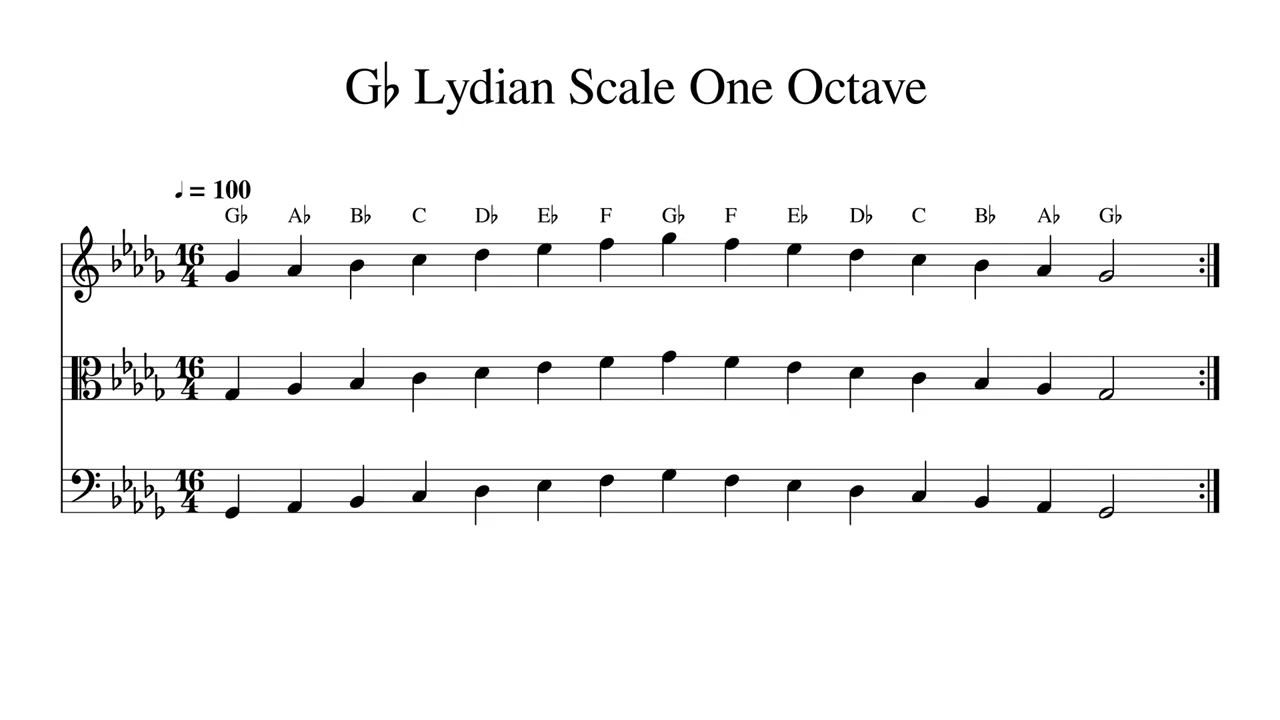 G♭ Lydian Scale One Octave
♩ = 100
G♭ A♭ B♭ C D♭ E♭ F G♭ F E♭ D♭ C B♭ A♭ G♭
16
4
16
4
16
4